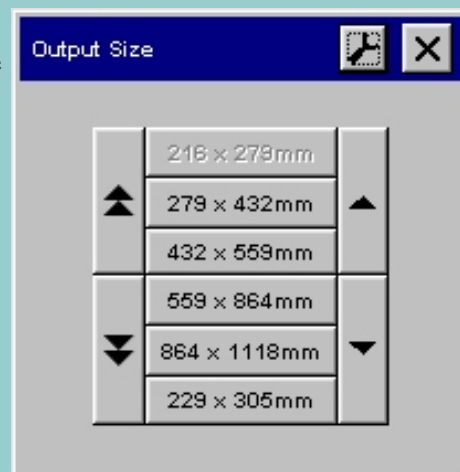 Output Size
216 x 279mm
279 x 432mm
432 x 559mm
559 x 864mm
864 x 1118mm
229 x 305mm